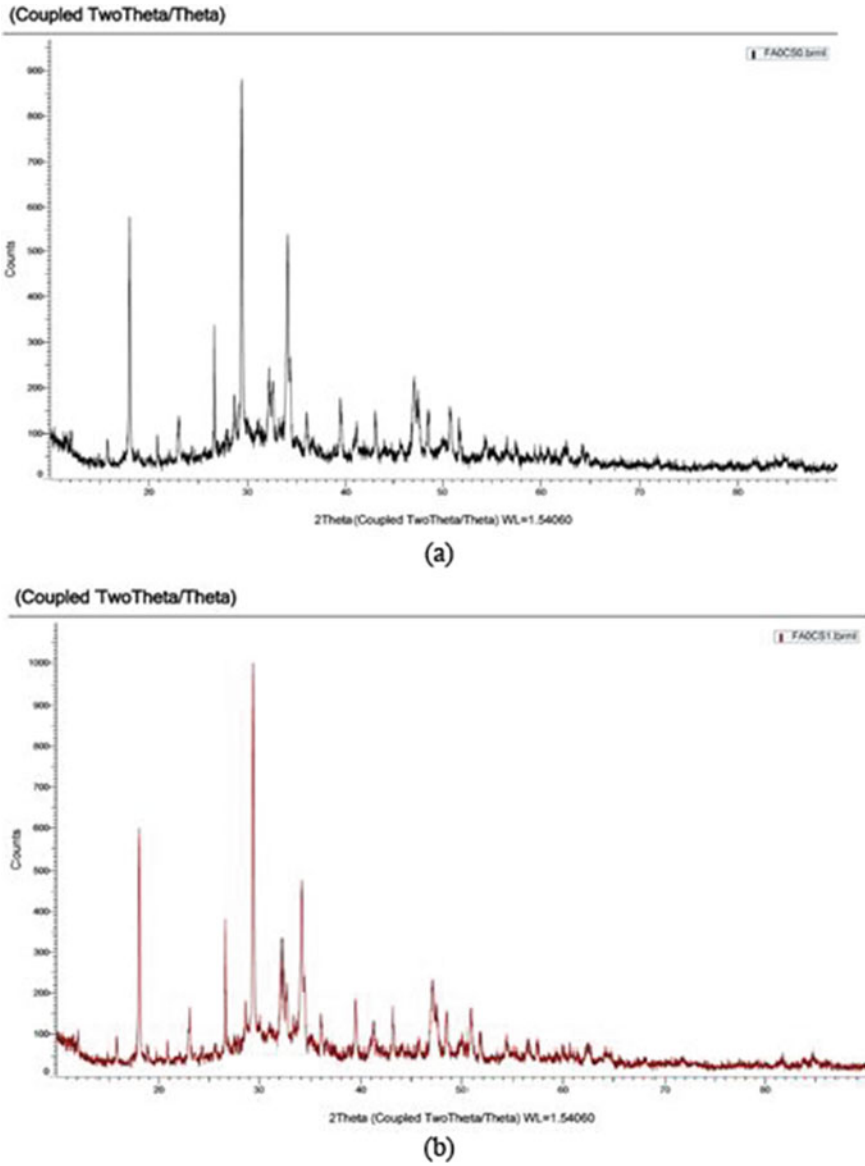 (Coupled TwoTheta/Theta)
FA0CS0.brml
900
800
700
600
500
400
300
200
100
0
Counts
20 30 40 50 60 70 80
2Theta (Coupled TwoTheta/Theta) WL=1.54060
(a)
(Coupled TwoTheta/Theta)
FA0CS1.brml
1000
900
800
700
600
500
400
300
200
100
0
Counts
20 30 40 50 60 70 80
2Theta (Coupled TwoTheta/Theta) WL=1.54060
(b)